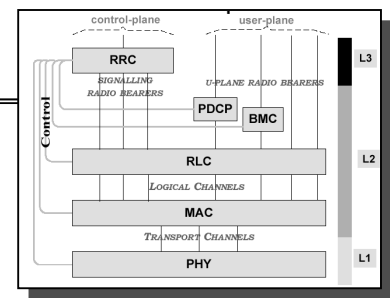 control-plane user-plane
RRC L3
SIGNALLING U-PLANE RADIO BEARERS
RADIO BEARERS
PDCP
BMC
Control
RLC L2
LOGICAL CHANNELS
MAC
TRANSPORT CHANNELS
PHY L1